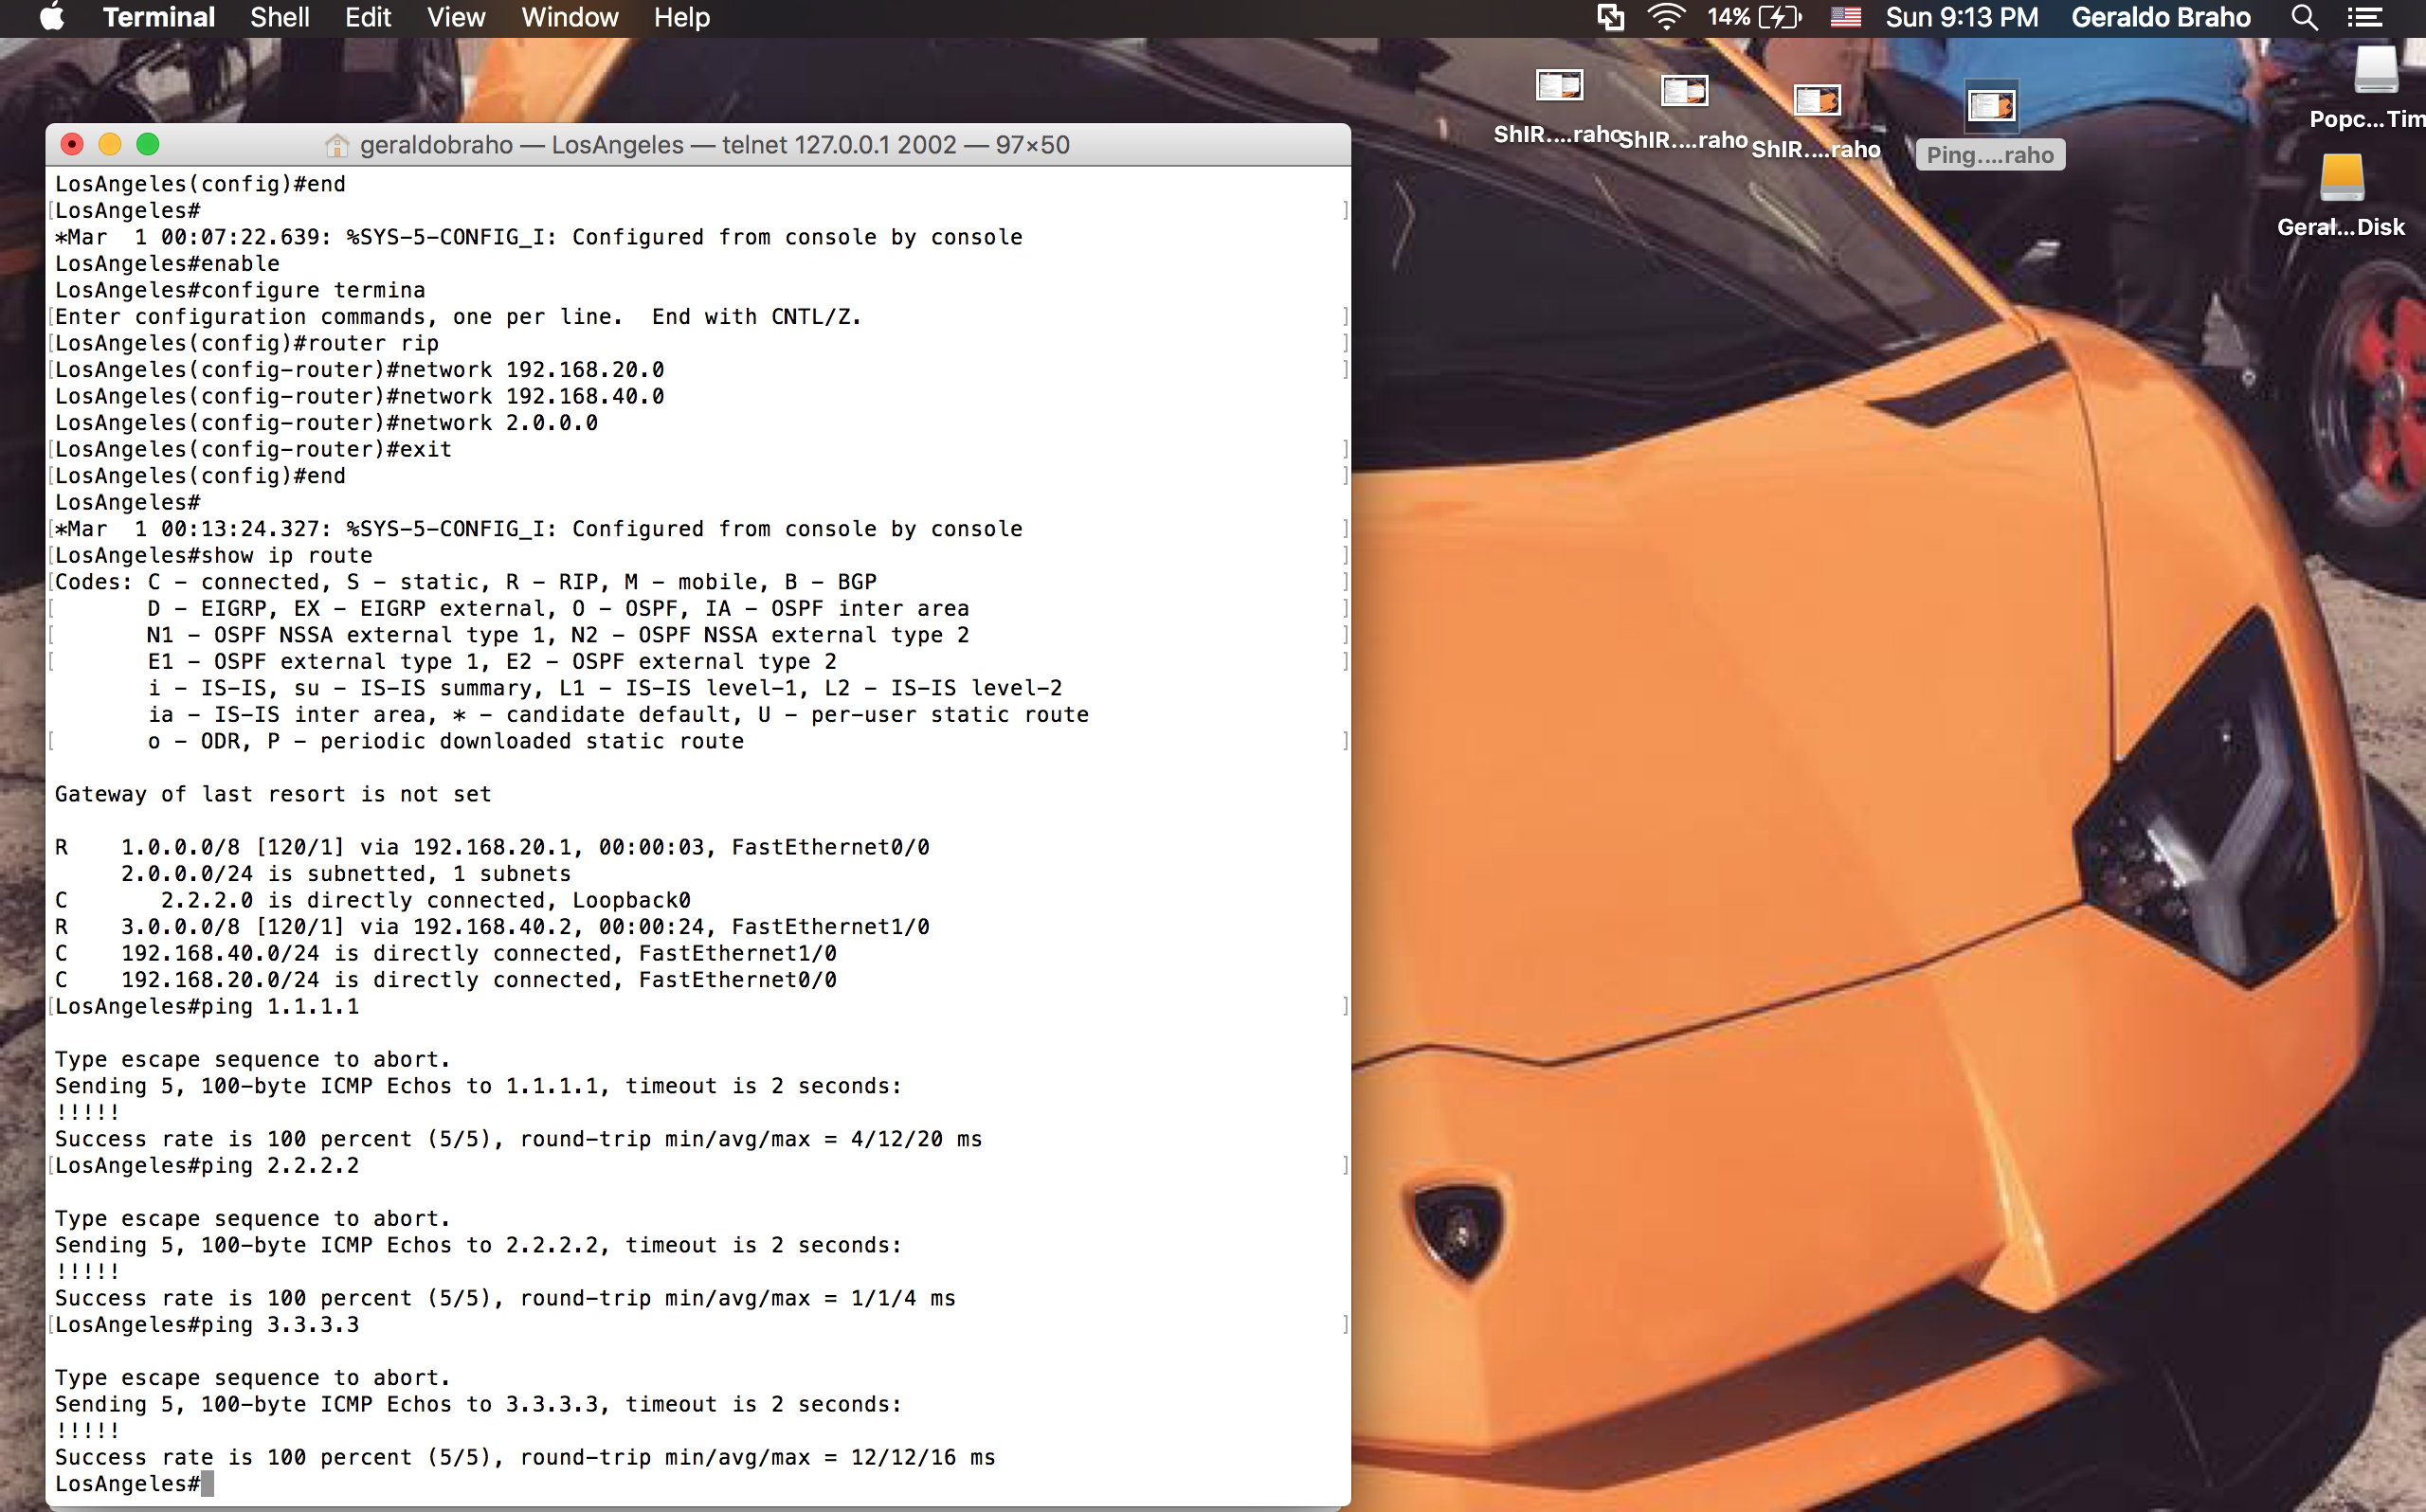 Terminal Shell Edit View Window Help 14% Sun 9:13 PM Geraldo Braho
ShIR....raho
ShIR....raho
ShIR....raho
Ping....raho
Popc...Tim
Geral...Disk
geraldobraho — LosAngeles — telnet 127.0.0.1 2002 — 97×50
LosAngeles(config)#end
[LosAngeles# ]
*Mar  1 00:07:22.639: %SYS-5-CONFIG_I: Configured from console by console
LosAngeles#enable
LosAngeles#configure termina
[Enter configuration commands, one per line.  End with CNTL/Z. ]
[LosAngeles(config)#router rip ]
[LosAngeles(config-router)#network 192.168.20.0 ]
LosAngeles(config-router)#network 192.168.40.0
LosAngeles(config-router)#network 2.0.0.0
[LosAngeles(config-router)#exit ]
[LosAngeles(config)#end ]
LosAngeles#
[*Mar  1 00:13:24.327: %SYS-5-CONFIG_I: Configured from console by console ]
[LosAngeles#show ip route ]
[Codes: C - connected, S - static, R - RIP, M - mobile, B - BGP ]
[       D - EIGRP, EX - EIGRP external, O - OSPF, IA - OSPF inter area ]
[       N1 - OSPF NSSA external type 1, N2 - OSPF NSSA external type 2 ]
[       E1 - OSPF external type 1, E2 - OSPF external type 2 ]
       i - IS-IS, su - IS-IS summary, L1 - IS-IS level-1, L2 - IS-IS level-2
       ia - IS-IS inter area, * - candidate default, U - per-user static route
[       o - ODR, P - periodic downloaded static route ]
Gateway of last resort is not set
R    1.0.0.0/8 [120/1] via 192.168.20.1, 00:00:03, FastEthernet0/0
     2.0.0.0/24 is subnetted, 1 subnets
C       2.2.2.0 is directly connected, Loopback0
R    3.0.0.0/8 [120/1] via 192.168.40.2, 00:00:24, FastEthernet1/0
C    192.168.40.0/24 is directly connected, FastEthernet1/0
C    192.168.20.0/24 is directly connected, FastEthernet0/0
[LosAngeles#ping 1.1.1.1 ]
Type escape sequence to abort.
Sending 5, 100-byte ICMP Echos to 1.1.1.1, timeout is 2 seconds:
!!!!!
Success rate is 100 percent (5/5), round-trip min/avg/max = 4/12/20 ms
[LosAngeles#ping 2.2.2.2 ]
Type escape sequence to abort.
Sending 5, 100-byte ICMP Echos to 2.2.2.2, timeout is 2 seconds:
!!!!!
Success rate is 100 percent (5/5), round-trip min/avg/max = 1/1/4 ms
[LosAngeles#ping 3.3.3.3 ]
Type escape sequence to abort.
Sending 5, 100-byte ICMP Echos to 3.3.3.3, timeout is 2 seconds:
!!!!!
Success rate is 100 percent (5/5), round-trip min/avg/max = 12/12/16 ms
LosAngeles#